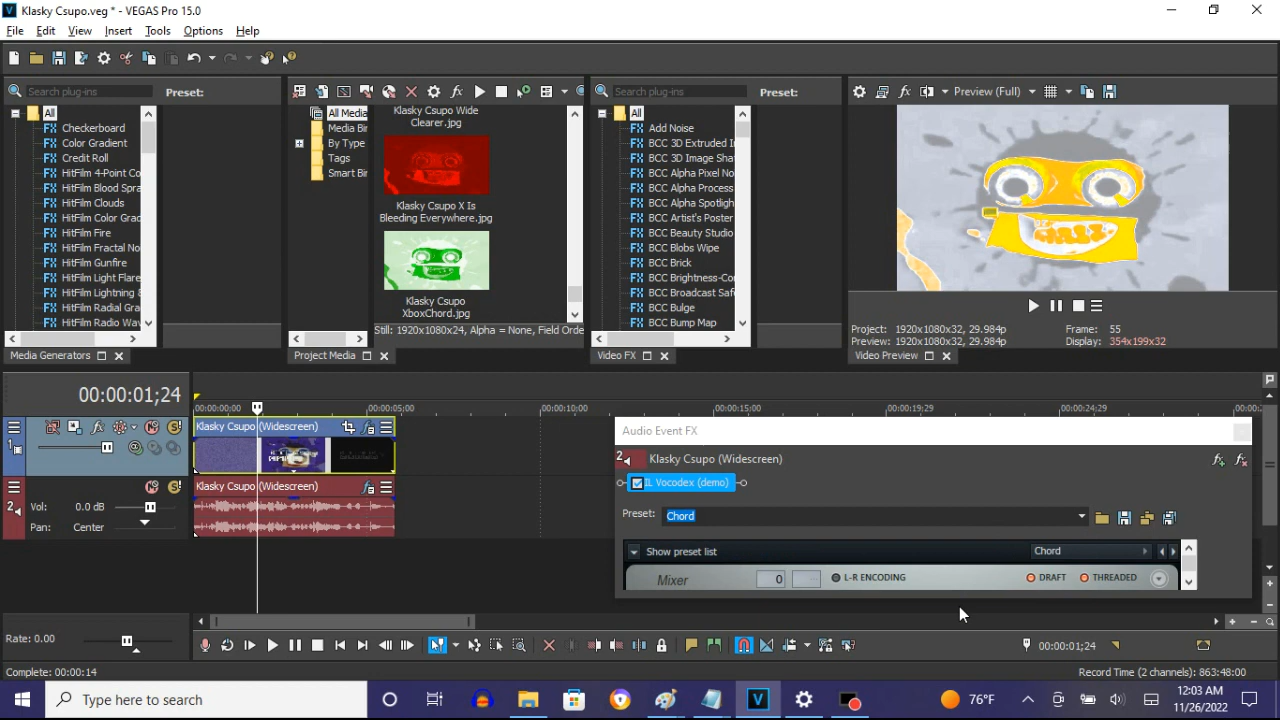 Klasky Csupo.veg * - VEGAS Pro 15.0
File Edit View Insert Tools Options Help
Search plug-ins
Preset:
All
Checkerboard
Color Gradient
Credit Roll
HitFilm 4-Point Co
HitFilm Blood Spra
HitFilm Clouds
HitFilm Color Grad
HitFilm Fire
HitFilm Fractal No
HitFilm Gunfire
HitFilm Light Flare
HitFilm Lightning &
HitFilm Radial Gra
HitFilm Radio Wav
Media Generators
All Media
Media Bir
By Type
Tags
Smart Bir
Klasky Csupo Wide
Clearer.jpg
Klasky Csupo X Is
Bleeding Everywhere.jpg
Klasky Csupo
XboxChord.jpg
Still: 1920x1080x24, Alpha = None, Field Orde
Project Media
Search plug-ins
Preset:
All
Add Noise
BCC 3D Extruded I
BCC 3D Image Sha
BCC Alpha Pixel No
BCC Alpha Process
BCC Alpha Spotligh
BCC Artist's Poster
BCC Beauty Studio
BCC Blobs Wipe
BCC Brick
BCC Brightness-Co
BCC Broadcast Safe
BCC Bulge
BCC Bump Map
Video FX
Preview (Full)
Project: 1920x1080x32, 29.984p
Preview: 1920x1080x32, 29.984p
Frame: 55
Display: 354x199x32
Video Preview
00:00:01;24
00:00:00;00 00:00:05;00 00:00:10;00 00:00:15;00 00:00:19;29 00:00:24;29
1
Klasky Csupo (Widescreen)
2
Vol: 0.0 dB
Pan: Center
Klasky Csupo (Widescreen)
Audio Event FX
2 Klasky Csupo (Widescreen)
IL Vocodex (demo)
Preset: Chord
Show preset list
Chord
Mixer 0 L-R ENCODING DRAFT THREADED
Rate: 0.00
00:00:01;24
Complete: 00:00:14
Record Time (2 channels): 863:48:00
Type here to search
76°F
12:03 AM
11/26/2022